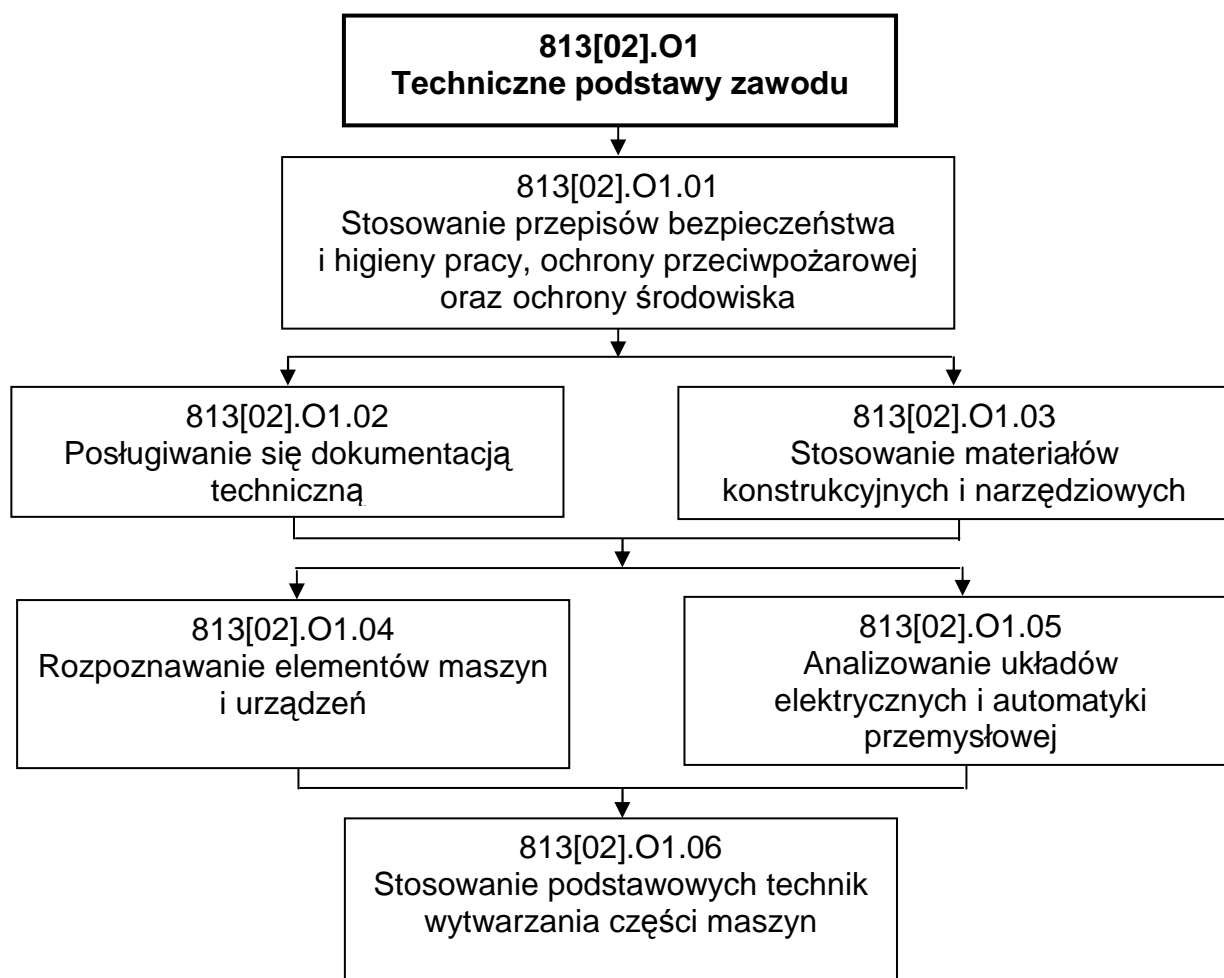 813[02].O1
Techniczne podstawy zawodu
813[02].O1.01
Stosowanie przepisów bezpieczeństwa
i higieny pracy, ochrony przeciwpożarowej
oraz ochrony środowiska
813[02].O1.02
Posługiwanie się dokumentacją
techniczną
813[02].O1.03
Stosowanie materiałów
konstrukcyjnych i narzędziowych
813[02].O1.04
Rozpoznawanie elementów maszyn
i urządzeń
813[02].O1.05
Analizowanie układów
elektrycznych i automatyki
przemysłowej
813[02].O1.06
Stosowanie podstawowych technik
wytwarzania części maszyn